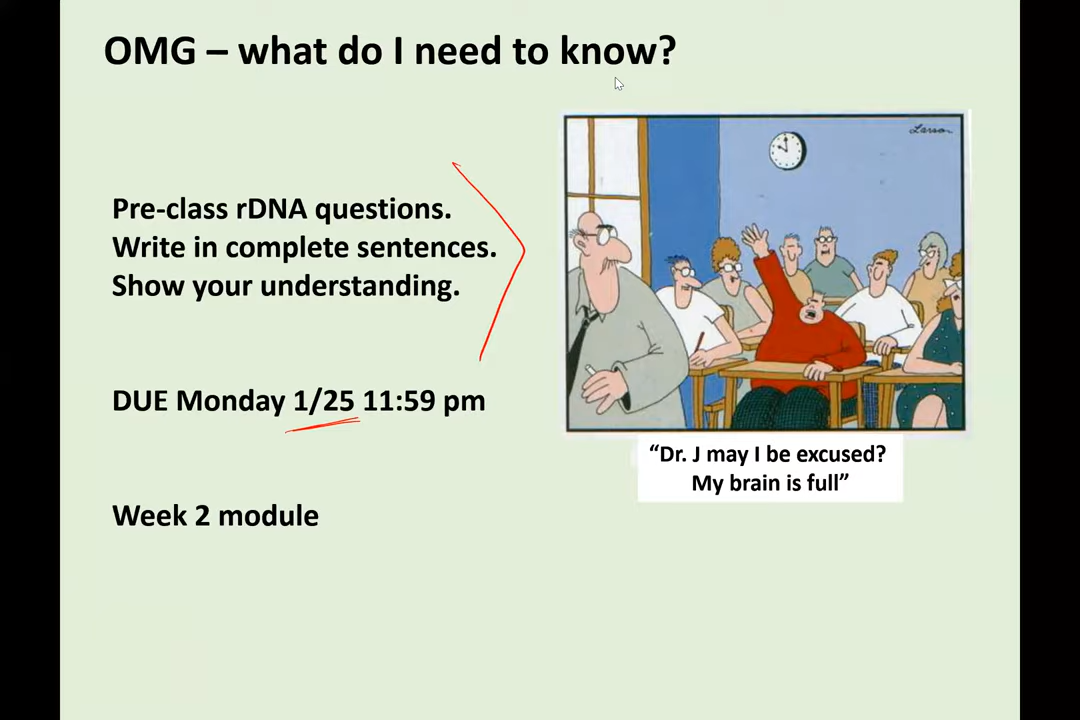 OMG – what do I need to know?
Larson
Pre-class rDNA questions.
Write in complete sentences.
Show your understanding.
DUE Monday 1/25 11:59 pm
“Dr. J may I be excused?
My brain is full”
Week 2 module